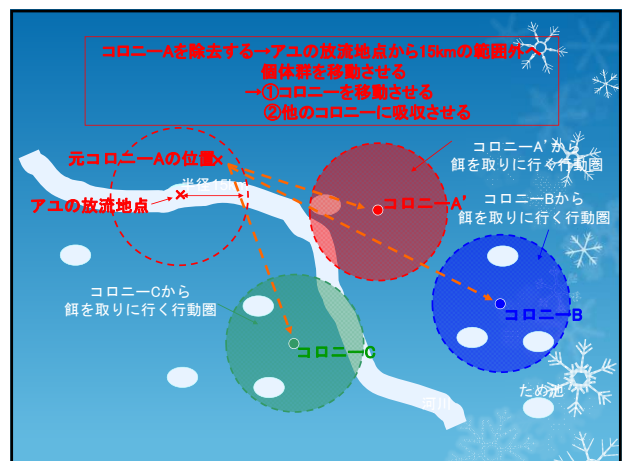 コロニーAを除去する→アユの放流地点から15kmの範囲外へ
個体群を移動させる
→①コロニーを移動させる
②他のコロニーに吸収させる
元コロニーAの位置
半径15k
アユの放流地点
コロニーA'
コロニーA'から
餌を取りに行く行動圏
コロニーBから
餌を取りに行く行動圏
コロニーCから
餌を取りに行く行動圏
コロニーB
コロニーC
ため池
河川